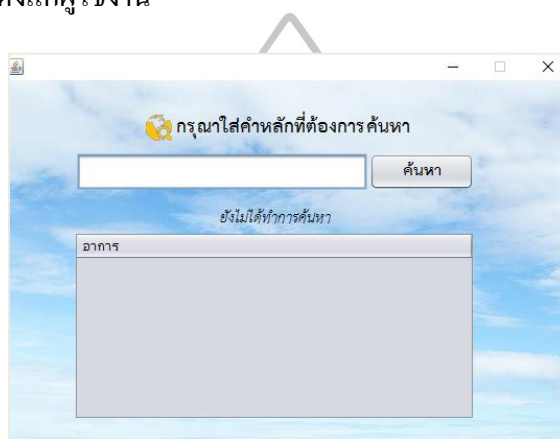 กรุณาใส่คำหลักที่ต้องการค้นหา
ค้นหา
ยังไม่ได้ทำการค้นหา
อาการ